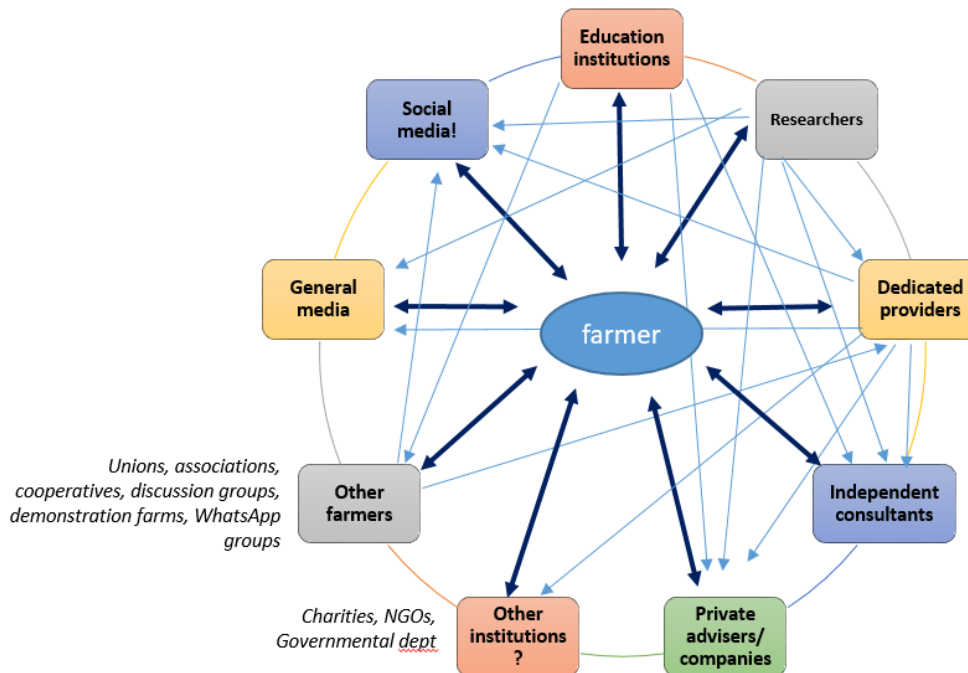 Education
institutions
Social
media!
Researchers
General
media
Dedicated
providers
farmer
Unions, associations,
cooperatives, discussion groups,
demonstration farms, WhatsApp
groups
Other
farmers
Independent
consultants
Charities, NGOs,
Governmental dept
Other
institutions
?
Private
advisers/
companies